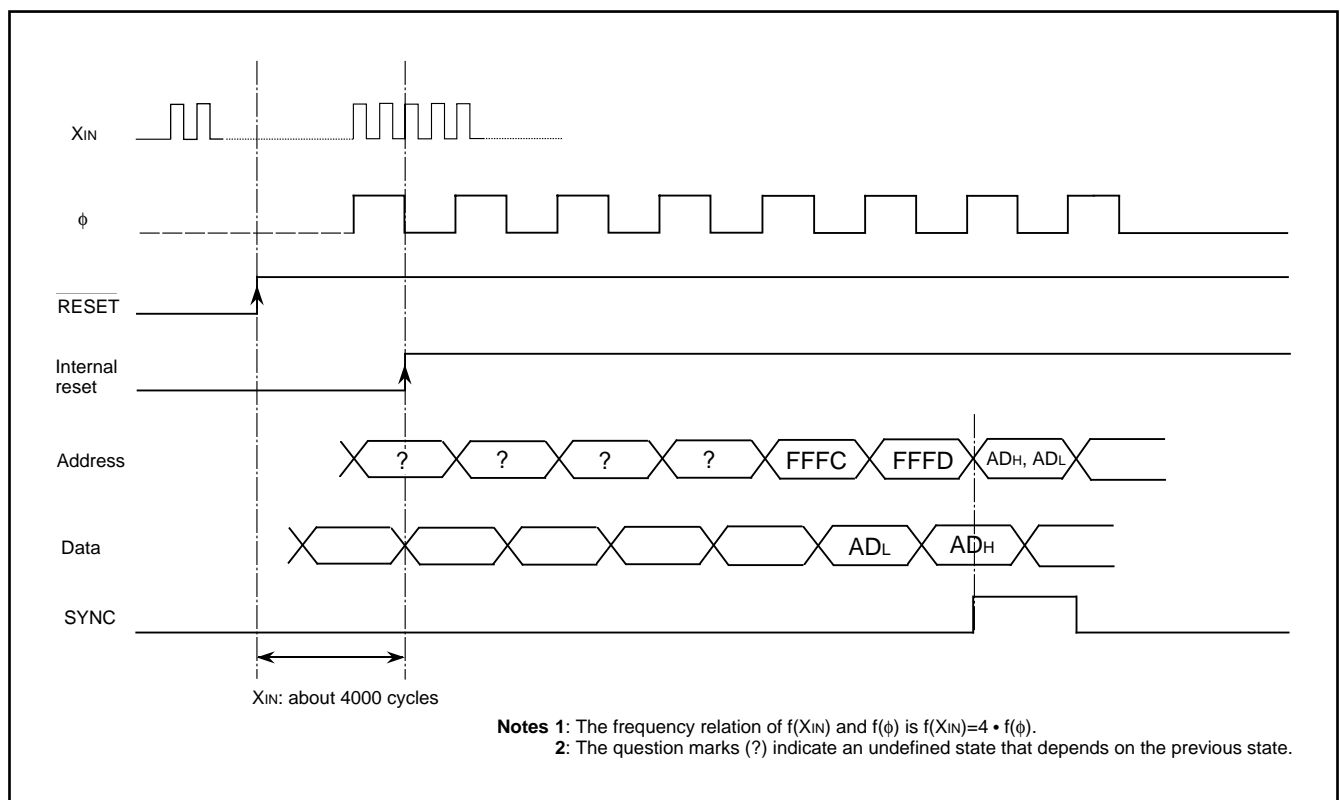 XIN
ϕ
RESET
Internal
reset
Address
? ? ? ? FFFC FFFD ADH, ADL
Data
ADL ADH
SYNC
XIN: about 4000 cycles
Notes 1: The frequency relation of f(XIN) and f(ϕ) is f(XIN)=4 • f(ϕ).
2: The question marks (?) indicate an undefined state that depends on the previous state.